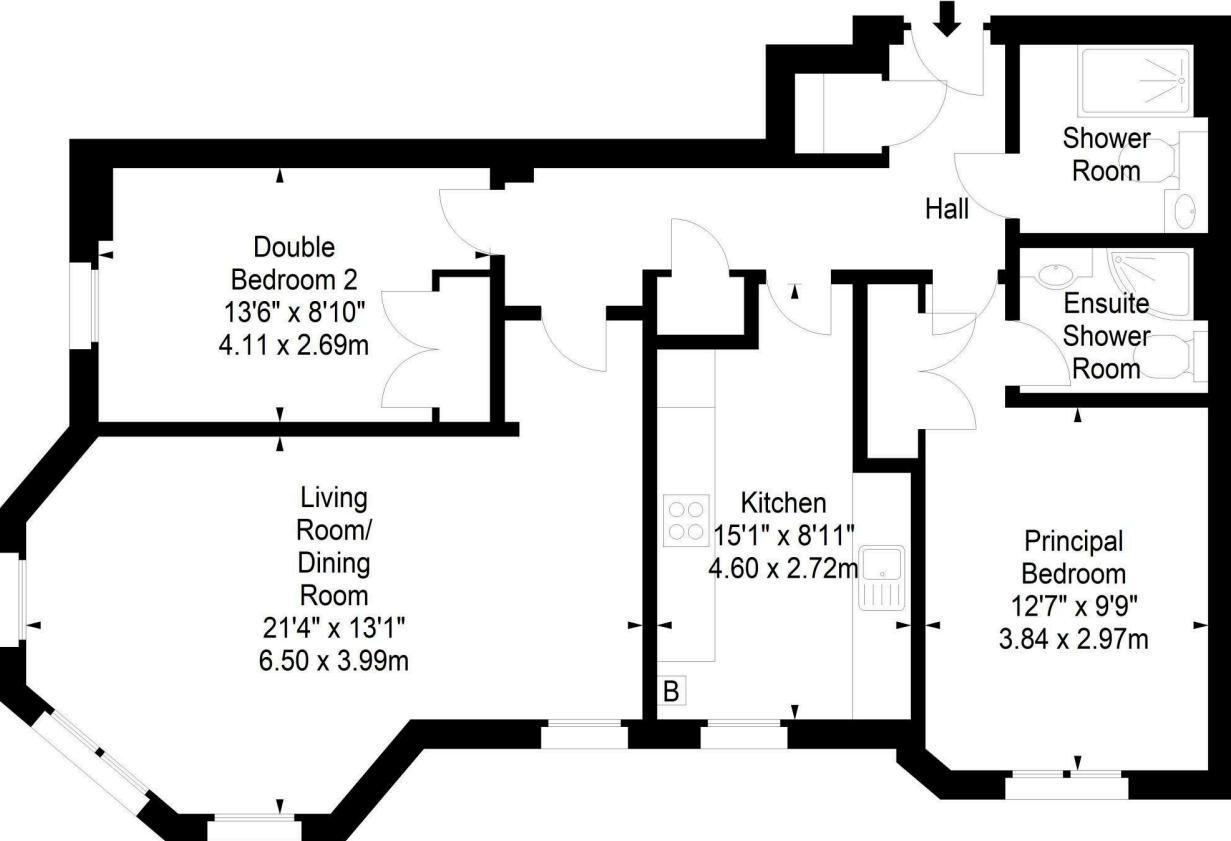 Shower
Room
Hall
Double
Bedroom 2
13'6" x 8'10"
4.11 x 2.69m
Ensuite
Shower
Room
Living
Room/
Dining
Room
21'4" x 13'1"
6.50 x 3.99m
Kitchen
15'1" x 8'11"
4.60 x 2.72m
B
Principal
Bedroom
12'7" x 9'9"
3.84 x 2.97m